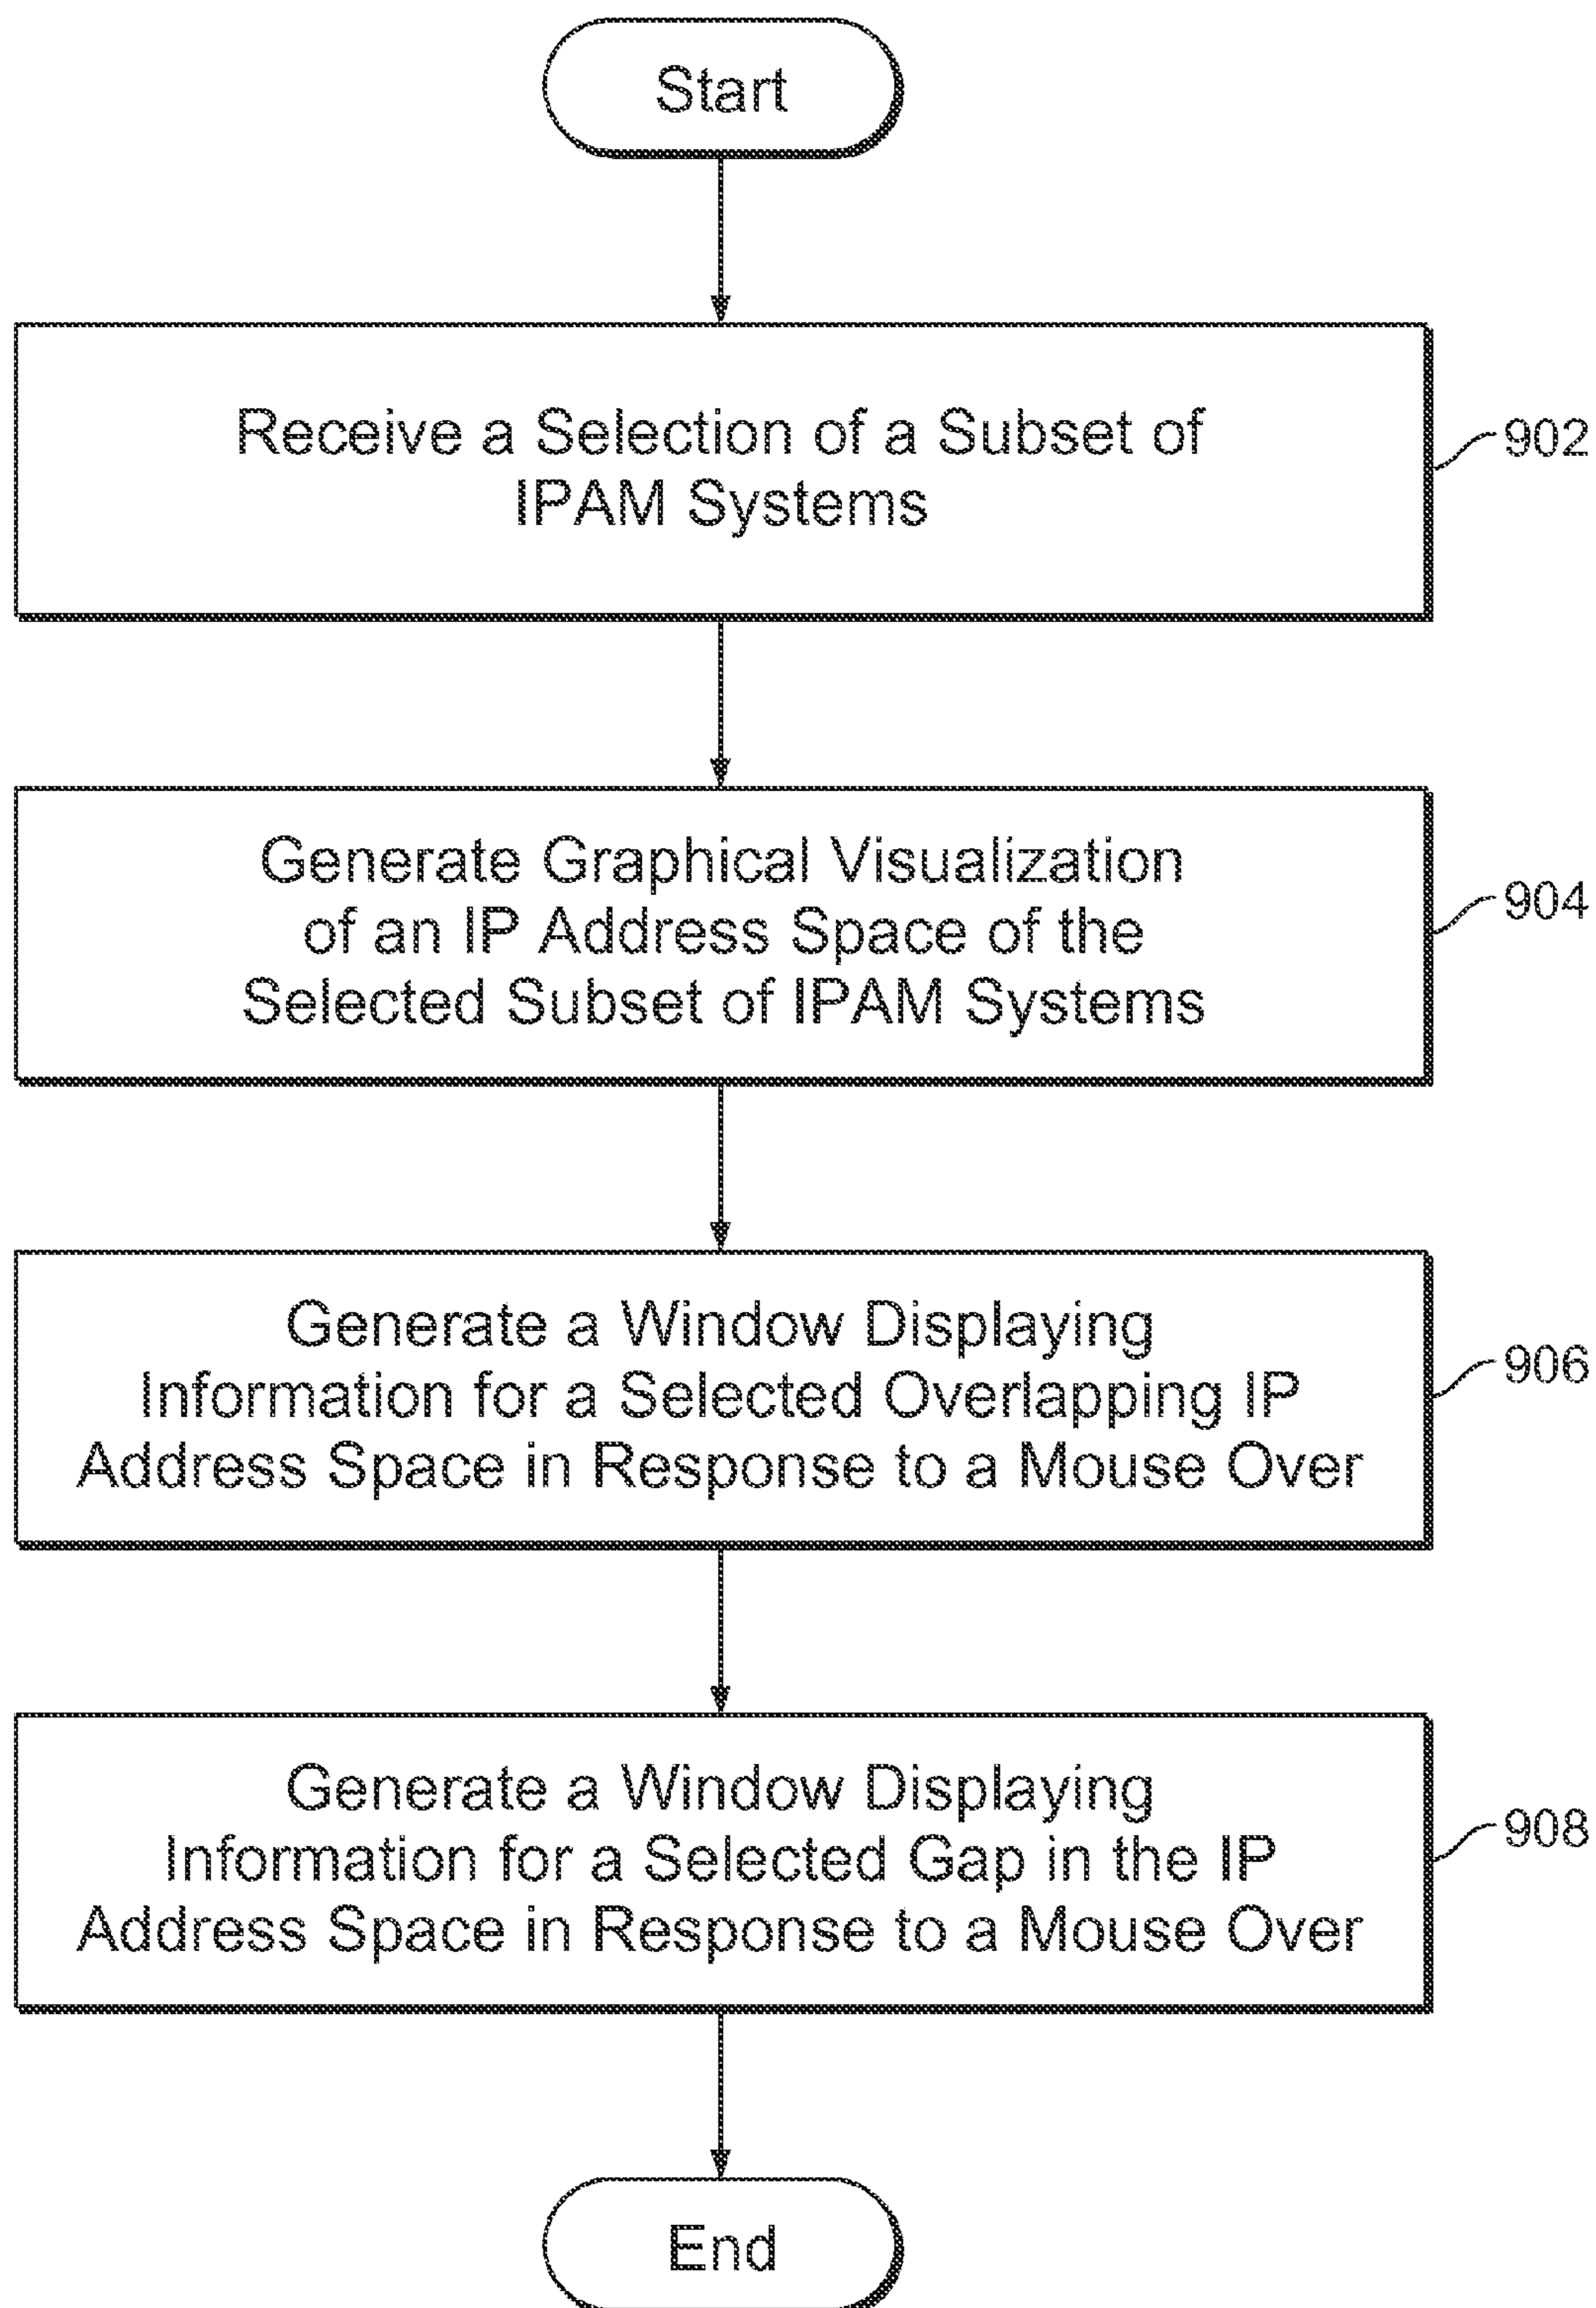 Start
Receive a Selection of a Subset of
IPAM Systems
902
Generate Graphical Visualization
of an IP Address Space of the
Selected Subset of IPAM Systems
904
Generate a Window Displaying
Information for a Selected Overlapping IP
Address Space in Response to a Mouse Over
906
Generate a Window Displaying
Information for a Selected Gap in the IP
Address Space in Response to a Mouse Over
908
End